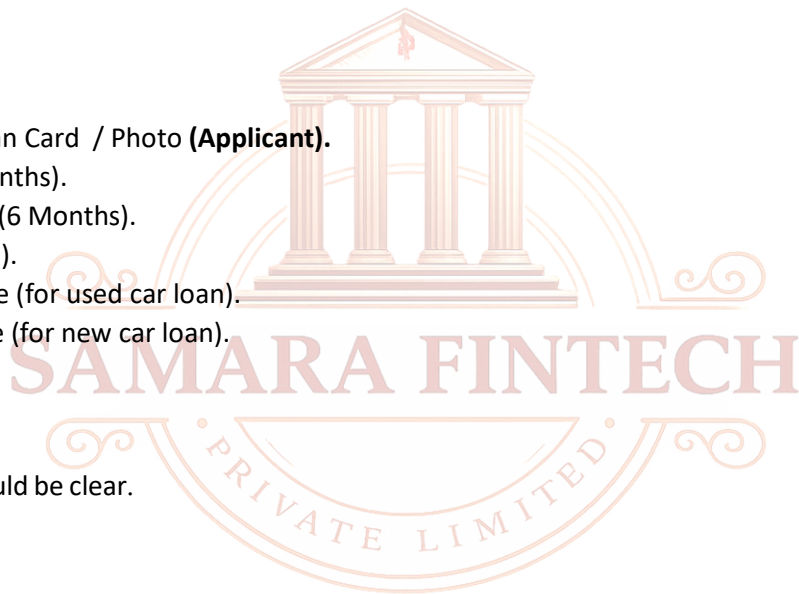 n Card / Photo (Applicant).
nths).
(6 Months).
).
e (for used car loan).
e (for new car loan).
SAMARA FINTECH
uld be clear.
PRIVATE LIMITED